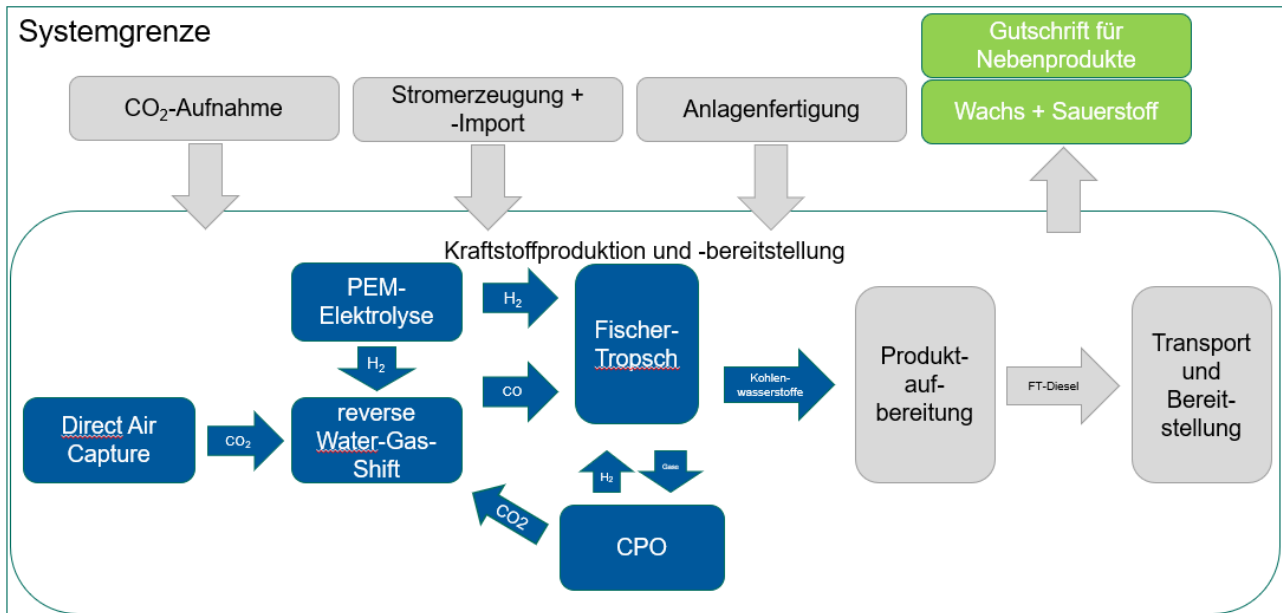 Systemgrenze
Gutschrift für
Nebenprodukte
CO₂-Aufnahme
Stromerzeugung +
-Import
Anlagenfertigung
Wachs + Sauerstoff
Kraftstoffproduktion und -bereitstellung
PEM-
Elektrolyse
H₂
Fischer-
Tropsch
H₂
CO
Kohlen-
wasserstoffe
Produkt-
auf-
bereitung
FT-Diesel
Transport
und
Bereit-
stellung
Direct Air
Capture
CO₂
reverse
Water-Gas-
Shift
H₂
Gase
CO2
CPO